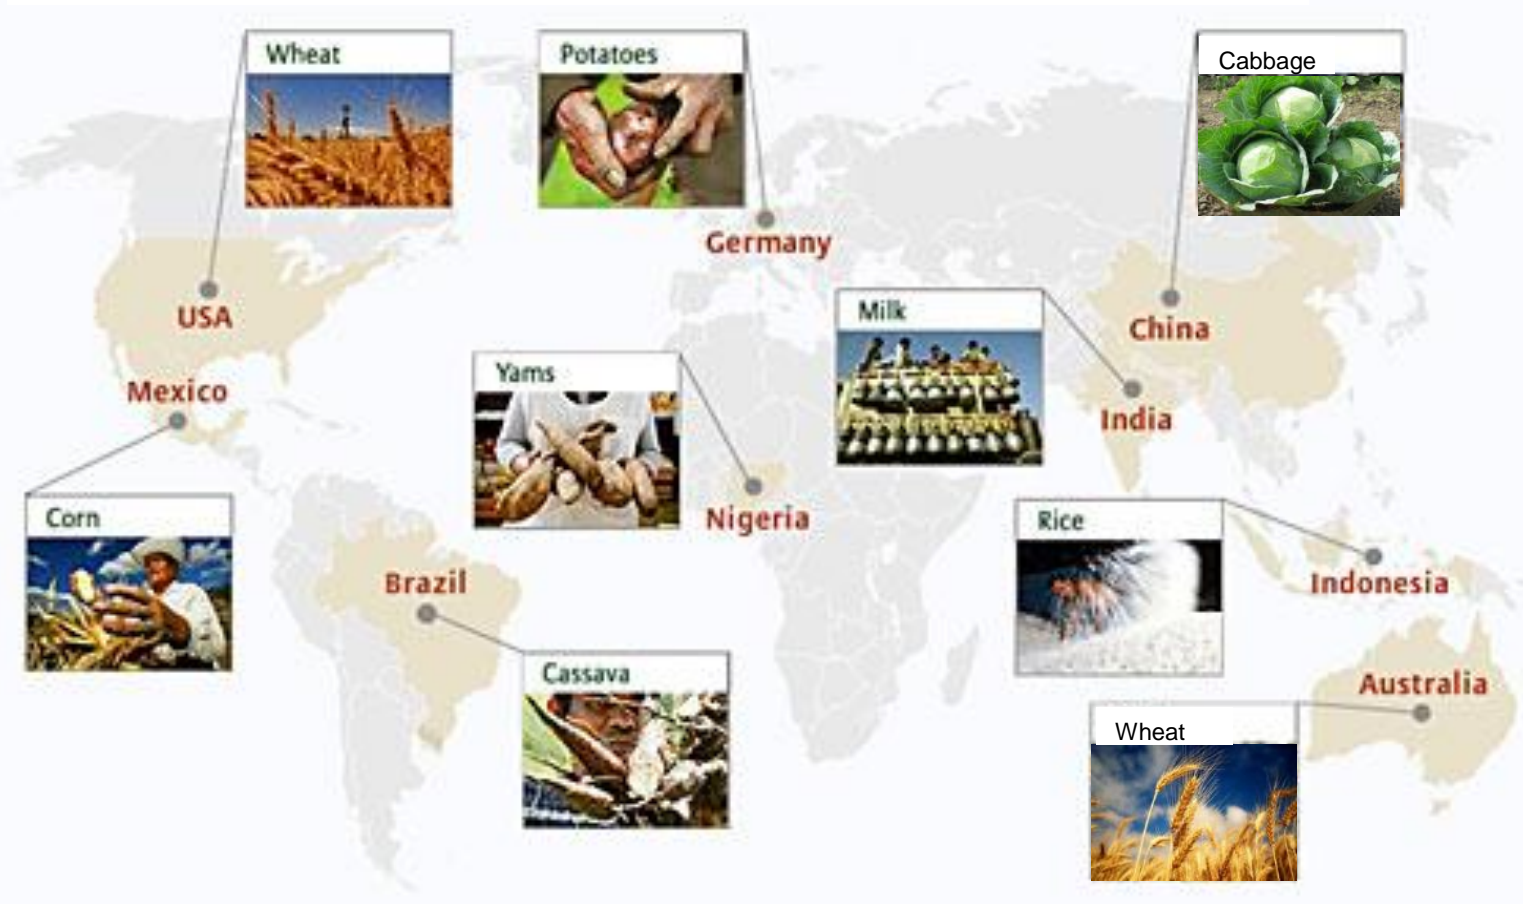 Wheat
Potatoes
Cabbage
Germany
USA
Milk
China
Mexico
Yams
India
Corn
Nigeria
Rice
Brazil
Indonesia
Cassava
Australia
Wheat